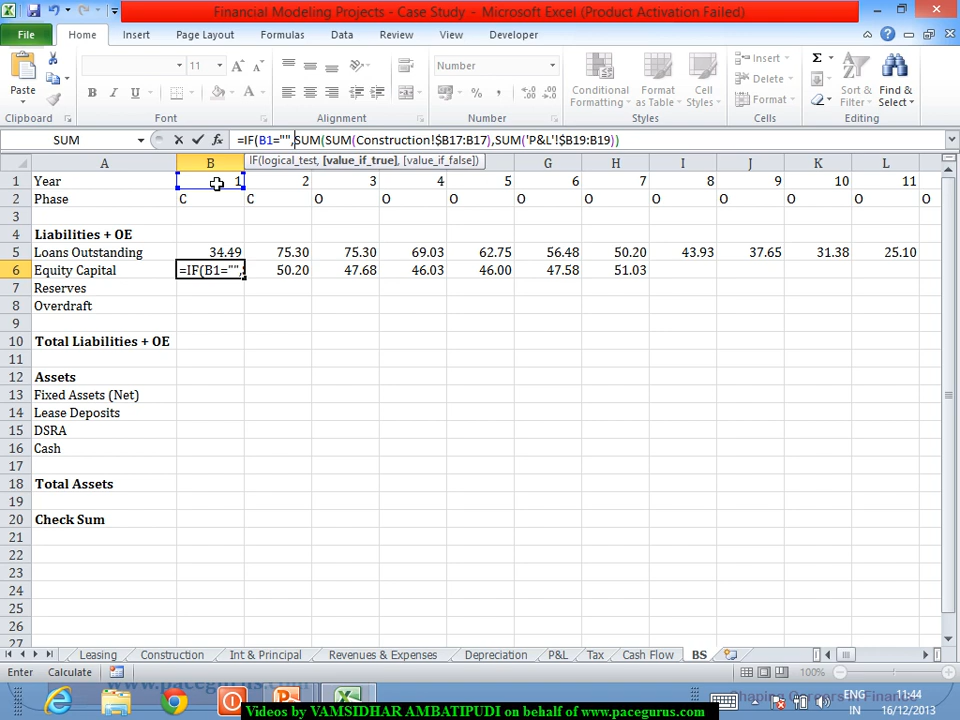 Financial Modeling Projects - Case Study - Microsoft Excel (Product Activation Failed)
File Home Insert Page Layout Formulas Data Review View Developer
Paste 11 A A B I U A Number % , Conditional Formatting Format as Table Cell Styles Insert Delete Format Σ Sort & Filter Find & Select
Clipboard Font Alignment Number Styles Cells Editing
SUM fx =IF(B1="",SUM(SUM(Construction!$B17:B17),SUM('P&L'!$B19:B19))
IF(logical_test, [value_if_true], [value_if_false])
A B G H I J K L
1 Year 1 2 3 4 5 6 7 8 9 10 11
2 Phase C C O O O O O O O O O O
3
4 Liabilities + OE
5 Loans Outstanding 34.49 75.30 75.30 69.03 62.75 56.48 50.20 43.93 37.65 31.38 25.10
6 Equity Capital =IF(B1="", 50.20 47.68 46.03 46.00 47.58 51.03
7 Reserves
8 Overdraft
9
10 Total Liabilities + OE
11
12 Assets
13 Fixed Assets (Net)
14 Lease Deposits
15 DSRA
16 Cash
17
18 Total Assets
19
20 Check Sum
21
22
23
24
25
26
27
Leasing Construction Int & Principal Revenues & Expenses Depreciation P&L Tax Cash Flow BS
Enter Calculate 100%
www.pacegurus.com
ENG 11:44
IN 16/12/2013
Videos by VAMSIDHAR AMBATIPUDI on behalf of www.pacegurus.com